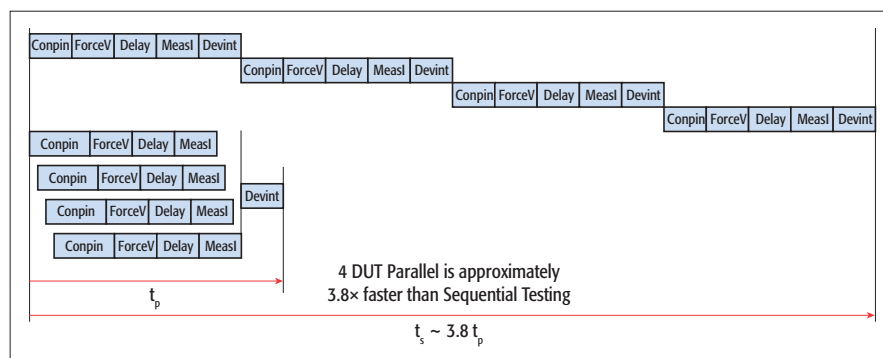 Conpin ForceV Delay MeasI Devint
Conpin ForceV Delay MeasI Devint
Conpin ForceV Delay MeasI Devint
Conpin ForceV Delay MeasI Devint
Conpin ForceV Delay MeasI
Conpin ForceV Delay MeasI
Devint
Conpin ForceV Delay MeasI
Conpin ForceV Delay MeasI
4 DUT Parallel is approximately
3.8× faster than Sequential Testing
tp
ts ~ 3.8 tp